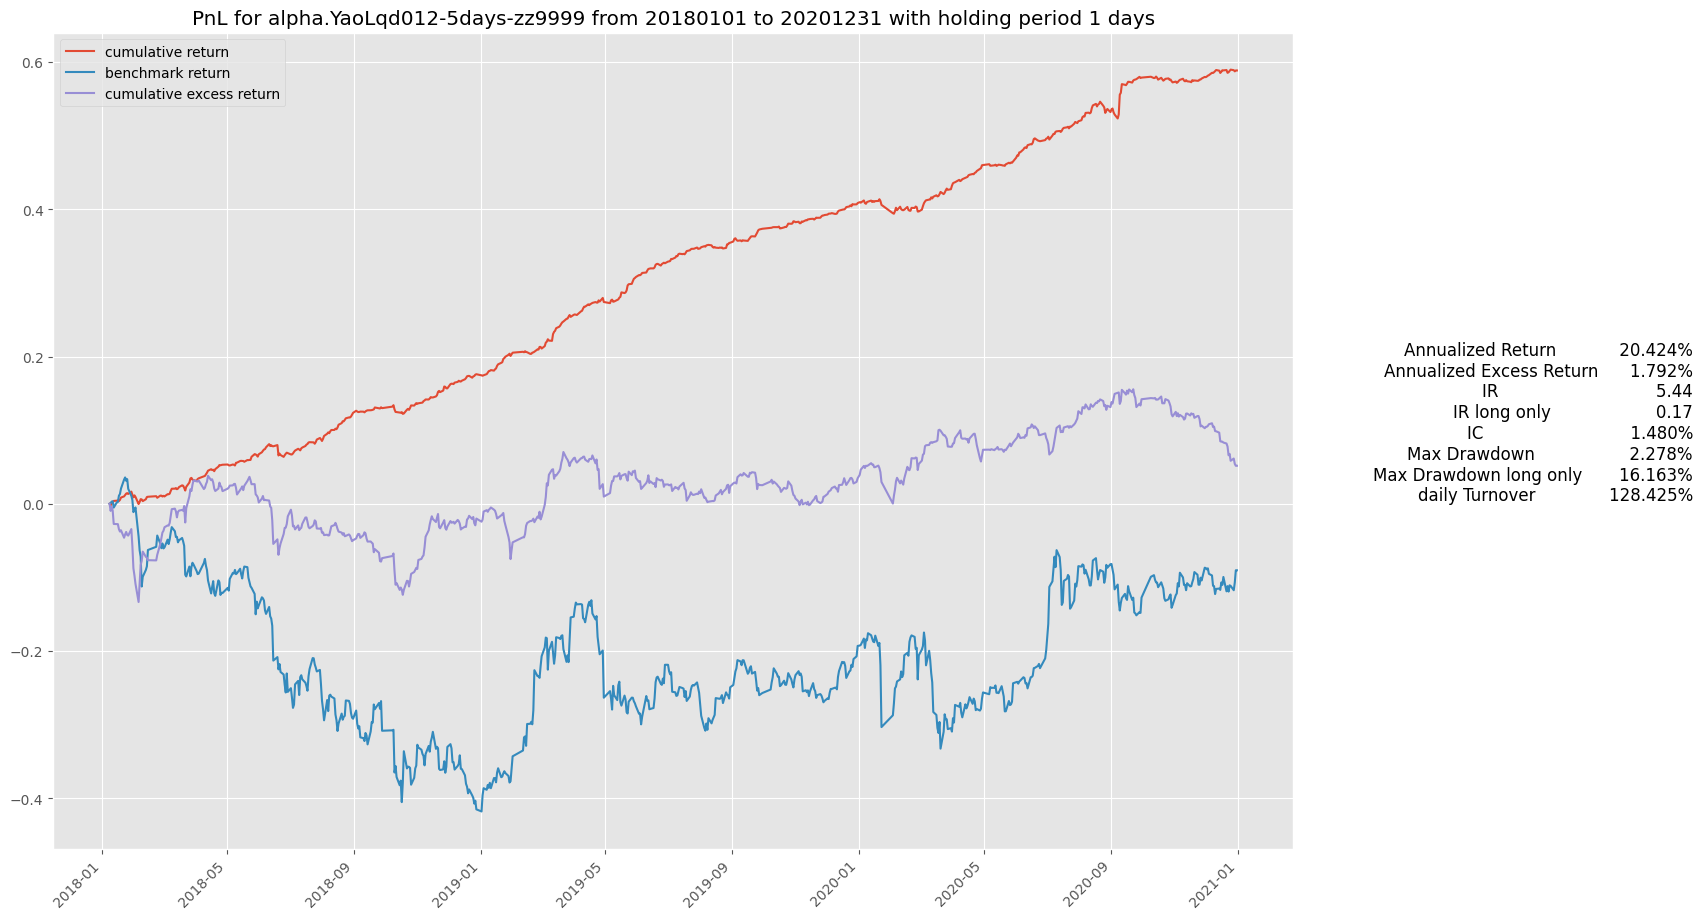 PnL for alpha.YaoLqd012-5days-zz9999 from 20180101 to 20201231 with holding period 1 days
cumulative return
benchmark return
cumulative excess return
0.6
0.4
0.2
0.0
−0.2
−0.4
2018-01
2018-05
2018-09
2019-01
2019-05
2019-09
2020-01
2020-05
2020-09
2021-01
Annualized Return 20.424%
Annualized Excess Return 1.792%
IR 5.44
IR long only 0.17
IC 1.480%
Max Drawdown 2.278%
Max Drawdown long only 16.163%
daily Turnover 128.425%